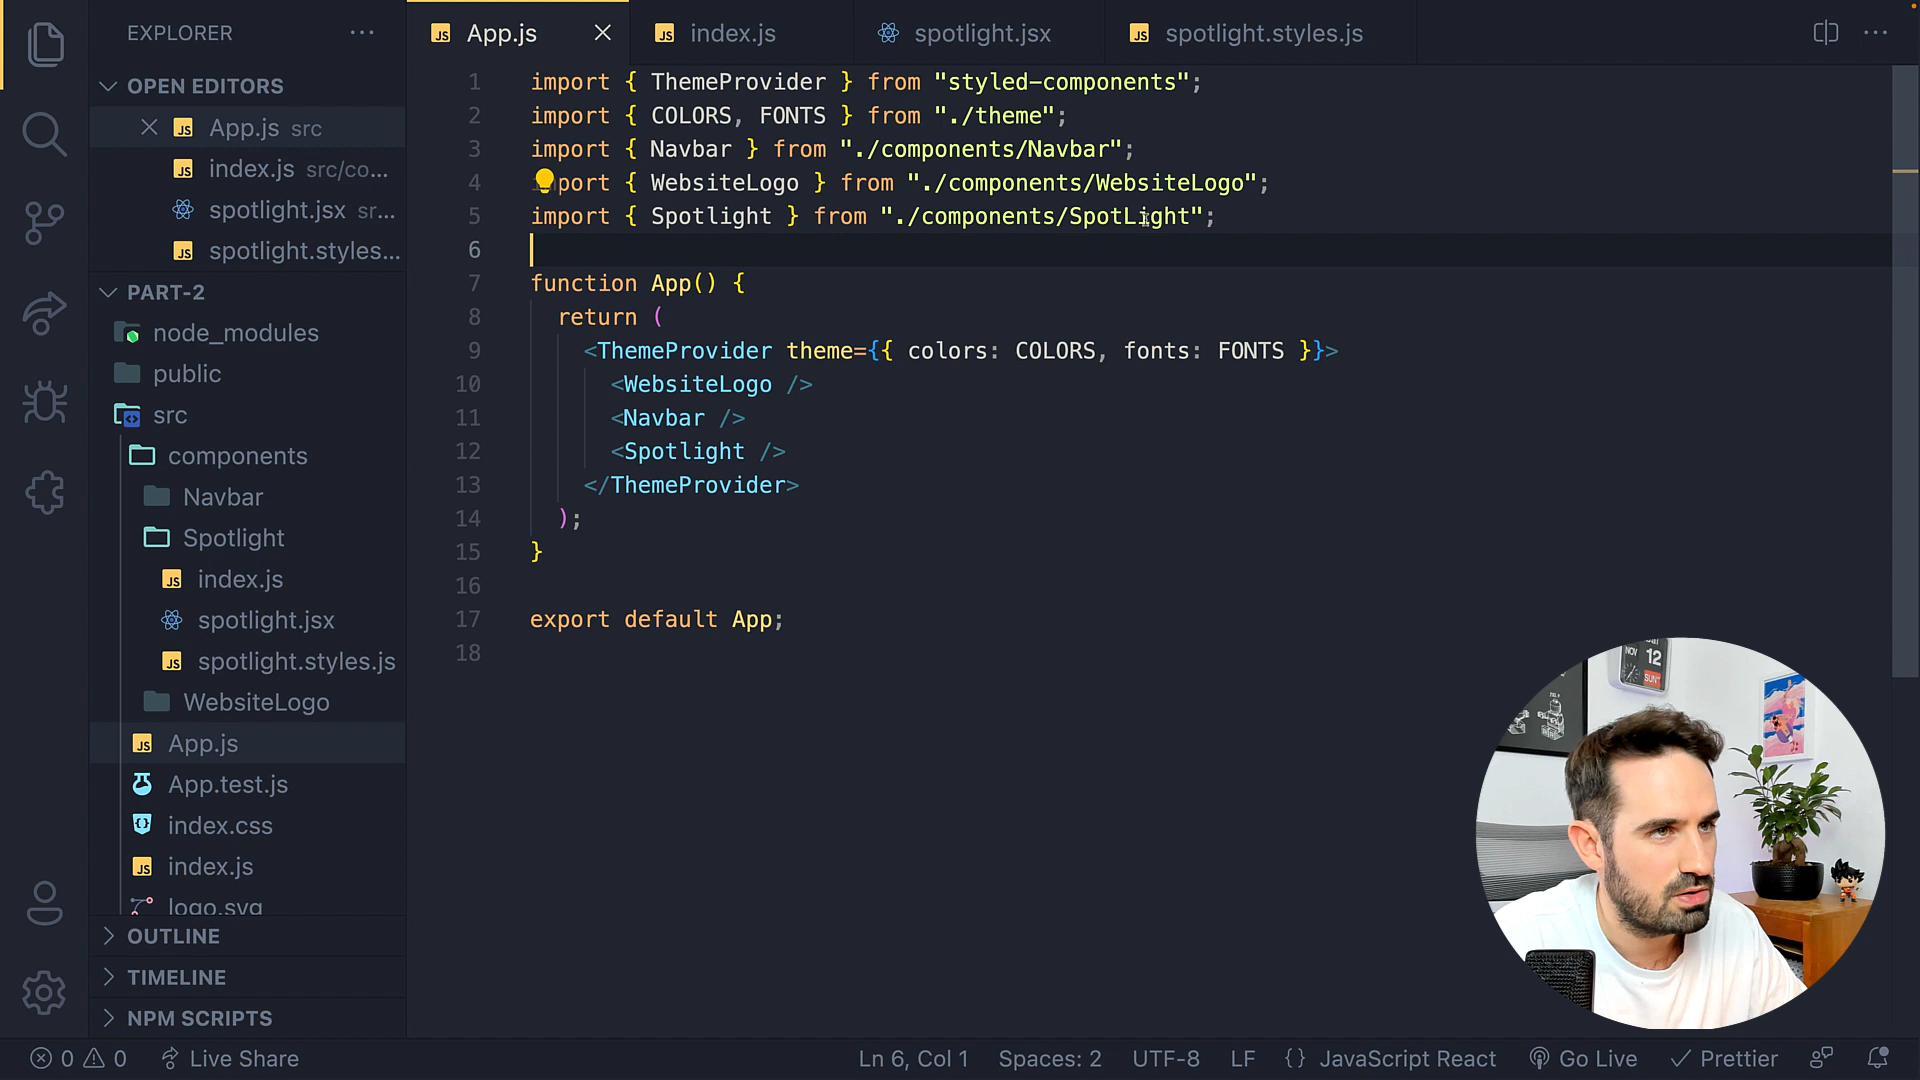 EXPLORER
OPEN EDITORS
App.js src
index.js src/co...
spotlight.jsx sr...
spotlight.styles...
PART-2
node_modules
public
src
components
Navbar
Spotlight
index.js
spotlight.jsx
spotlight.styles.js
WebsiteLogo
App.js
App.test.js
index.css
index.js
logo.svg
OUTLINE
TIMELINE
NPM SCRIPTS
App.js
index.js
spotlight.jsx
spotlight.styles.js
1 import { ThemeProvider } from "styled-components";
2 import { COLORS, FONTS } from "./theme";
3 import { Navbar } from "./components/Navbar";
4 port { WebsiteLogo } from "./components/WebsiteLogo";
5 import { Spotlight } from "./components/SpotLight";
6
7 function App() {
8 return (
9 <ThemeProvider theme={{ colors: COLORS, fonts: FONTS }}>
10 <WebsiteLogo />
11 <Navbar />
12 <Spotlight />
13 </ThemeProvider>
14 );
15 }
16
17 export default App;
18
NOV 12
SUN
0 0 Live Share Ln 6, Col 1 Spaces: 2 UTF-8 LF {} JavaScript React Go Live Prettier